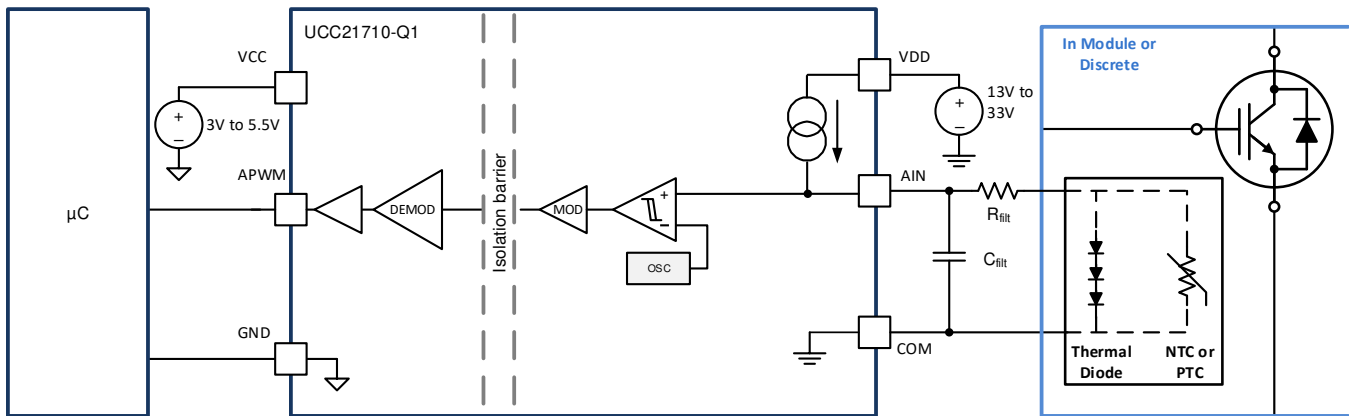 UCC21710-Q1
In Module or
Discrete
VCC
VDD
+
−
3V to 5.5V
+
−
13V to
33V
APWM
AIN
µC
DEMOD
Isolation barrier
MOD
+
−
OSC
Rfilt
Cfilt
GND
COM
Thermal
Diode
NTC or
PTC